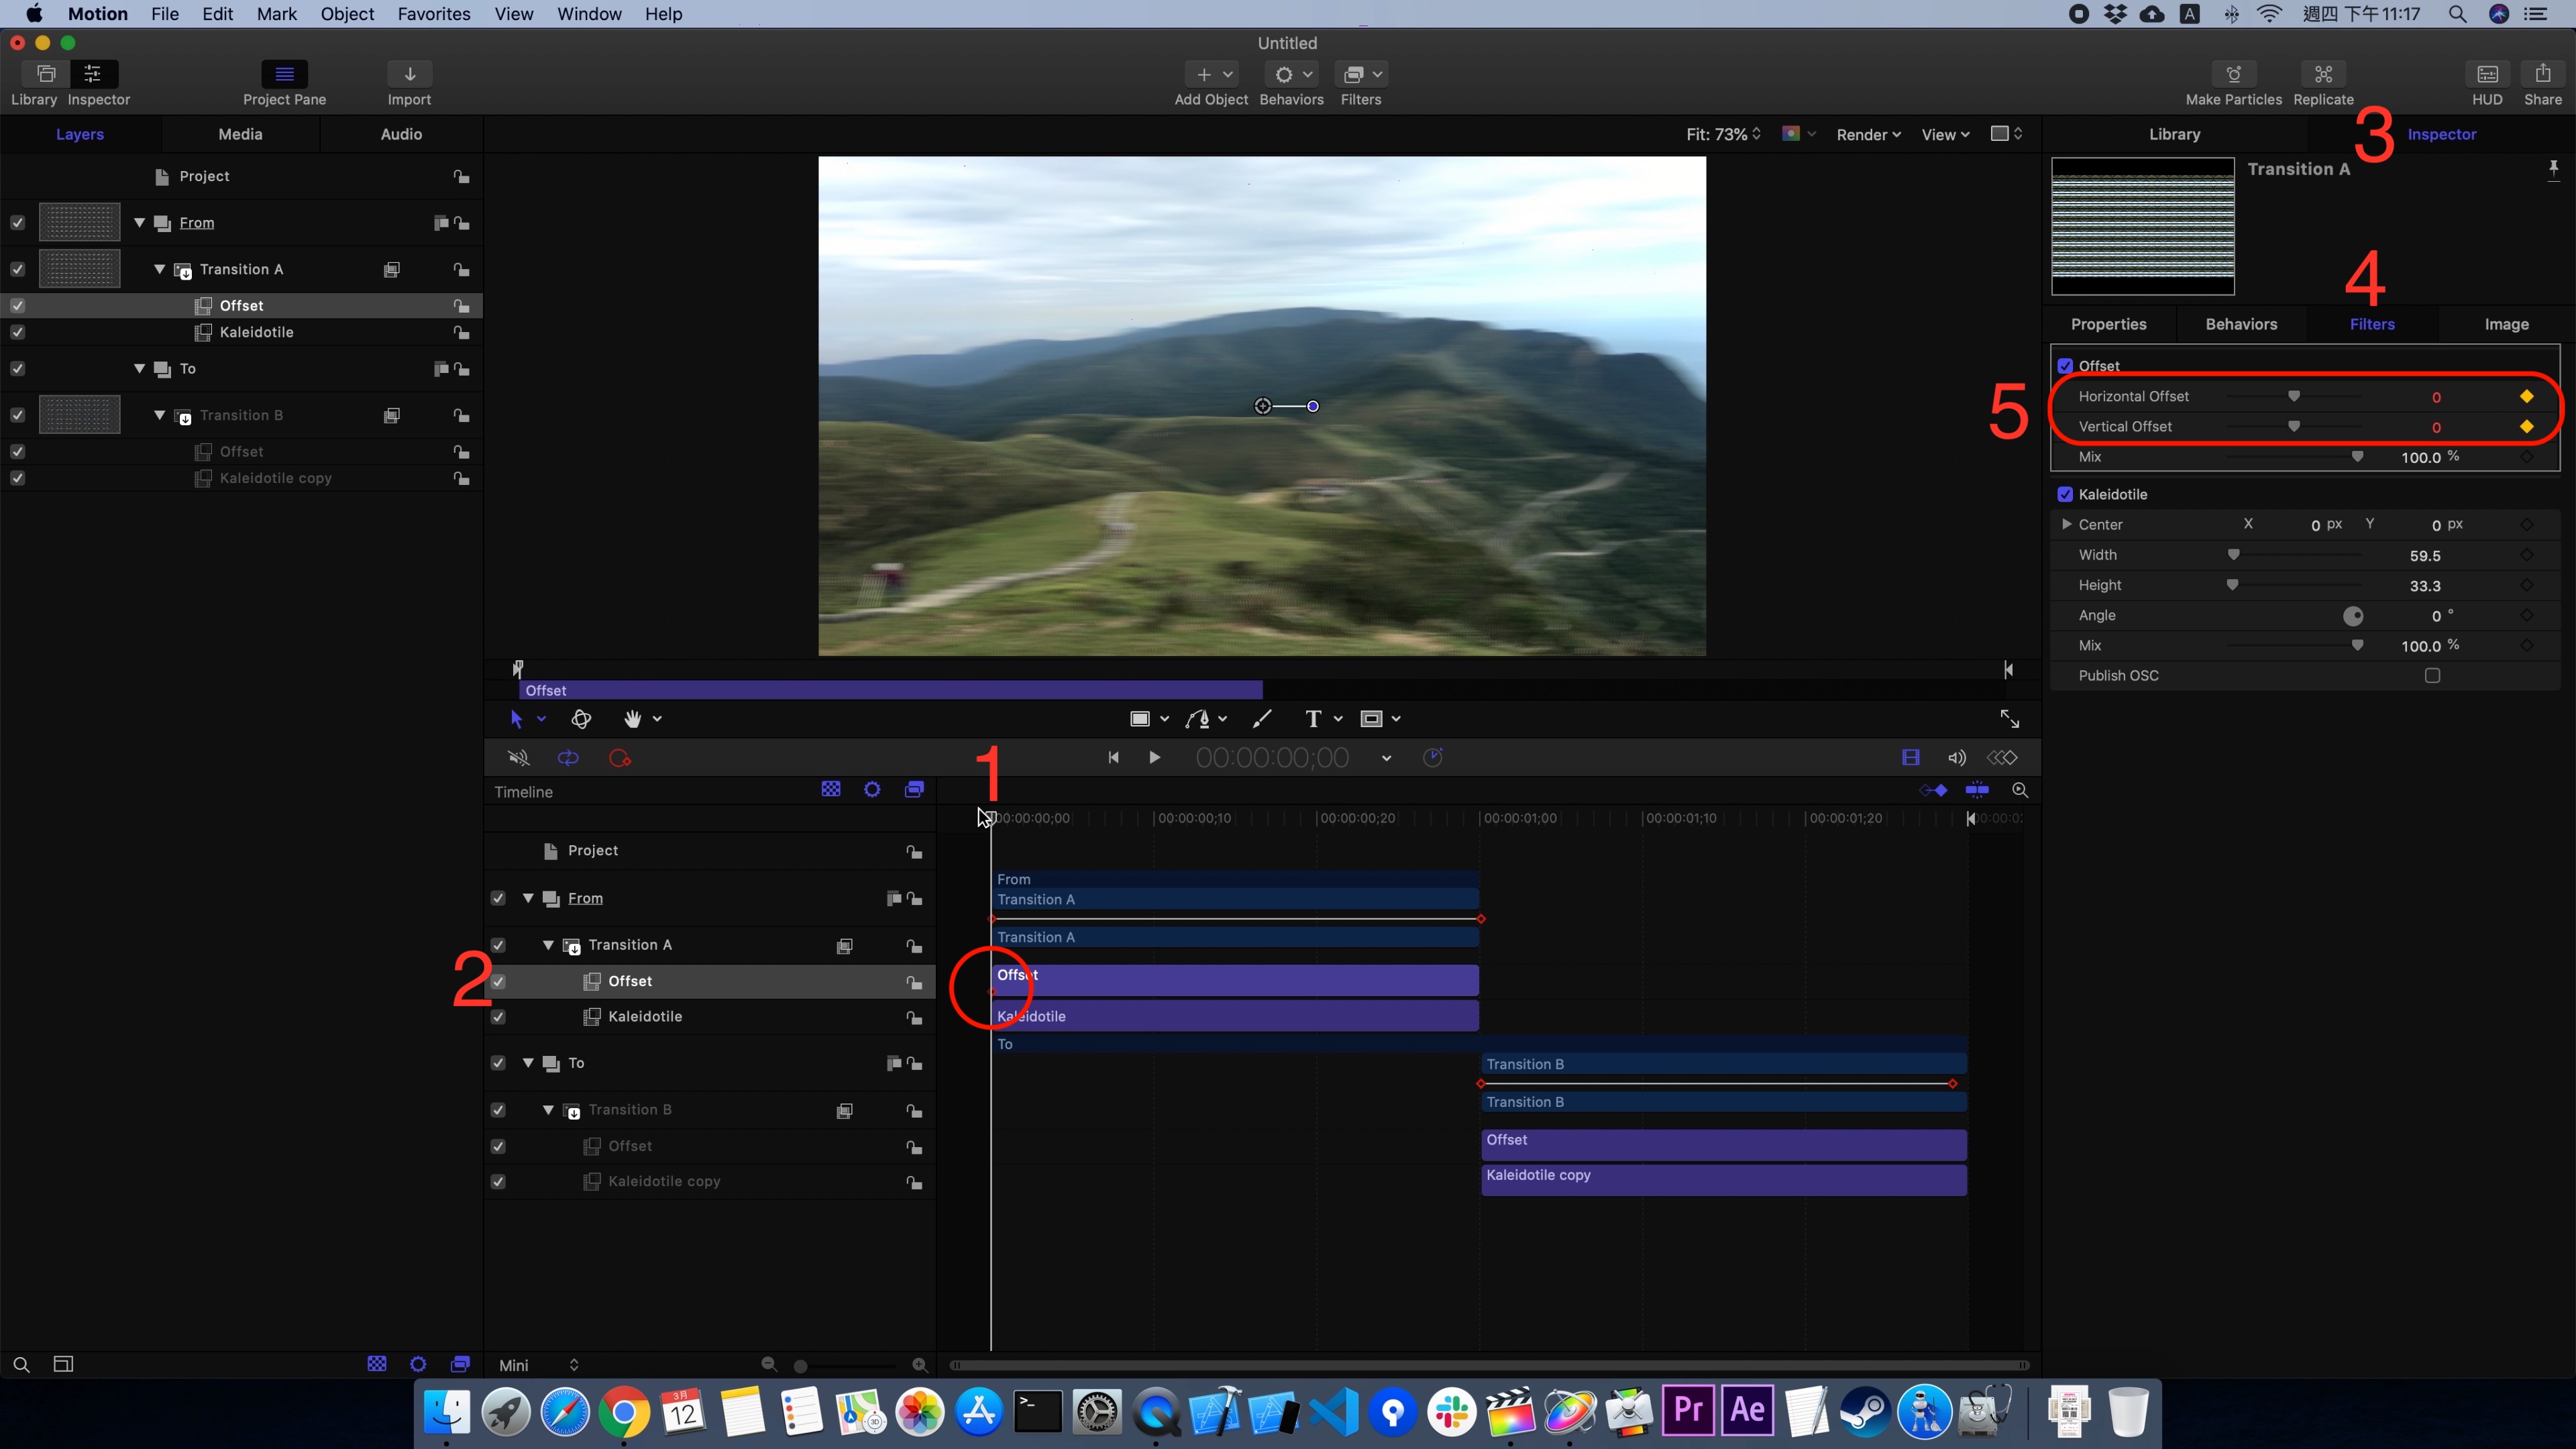 Motion File Edit Mark Object Favorites View Window Help
A 週四 下午11:17
Untitled
Library Inspector Project Pane Import Add Object Behaviors Filters Make Particles Replicate HUD Share
Layers Media Audio
Fit: 73% Render View
Library Inspector
3
Project
From
Transition A
Offset
Kaleidotile
To
Transition B
Offset
Kaleidotile copy
Transition A
4
Properties Behaviors Filters Image
5
Offset
Horizontal Offset 0
Vertical Offset 0
Mix 100.0 %
Kaleidotile
Center X 0 px Y 0 px
Width 59.5
Height 33.3
Angle 0 °
Mix 100.0 %
Publish OSC
Offset
T
00:00:00;00
1
Timeline
00:00:00;00 00:00:00;10 00:00:00;20 00:00:01;00 00:00:01;10 00:00:01;20
Project
From
Transition A
2
Offset
Kaleidotile
To
Transition B
Offset
Kaleidotile copy
From
Transition A
Transition A
Offset
Kaleidotile
To
Transition B
Transition B
Offset
Kaleidotile copy
Mini
3月
12
3D
Pr
Ae